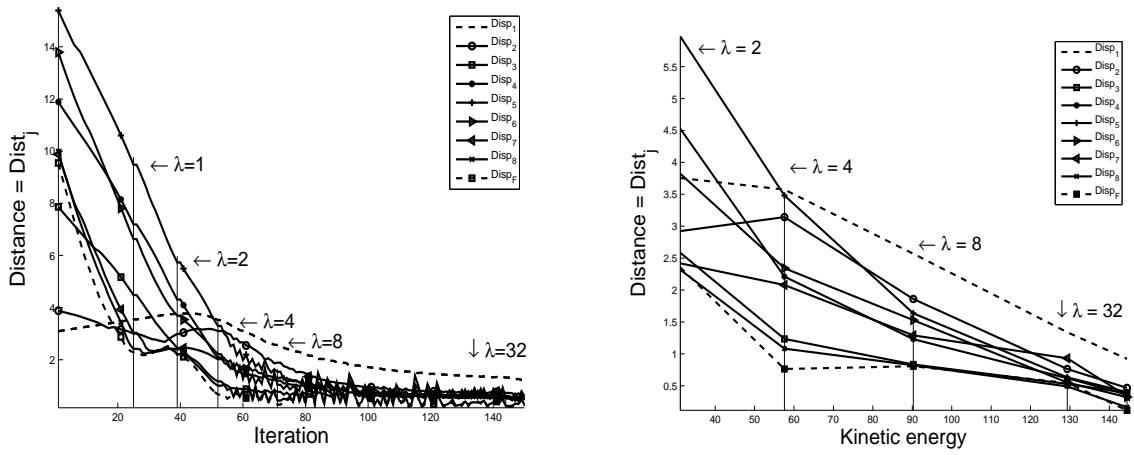 Distance = Dist_j
14
12
10
8
6
4
2
20
40
60
80
100
120
140
Iteration
← λ=1
← λ=2
← λ=4
← λ=8
↓ λ=32
Disp_1
Disp_2
Disp_3
Disp_4
Disp_5
Disp_6
Disp_7
Disp_8
Disp_F
Distance = Dist_j
5.5
5
4.5
4
3.5
3
2.5
2
1.5
1
0.5
40
50
60
70
80
90
100
110
120
130
140
Kinetic energy
← λ = 2
← λ = 4
← λ = 8
↓ λ = 32
Disp_1
Disp_2
Disp_3
Disp_4
Disp_5
Disp_6
Disp_7
Disp_8
Disp_F